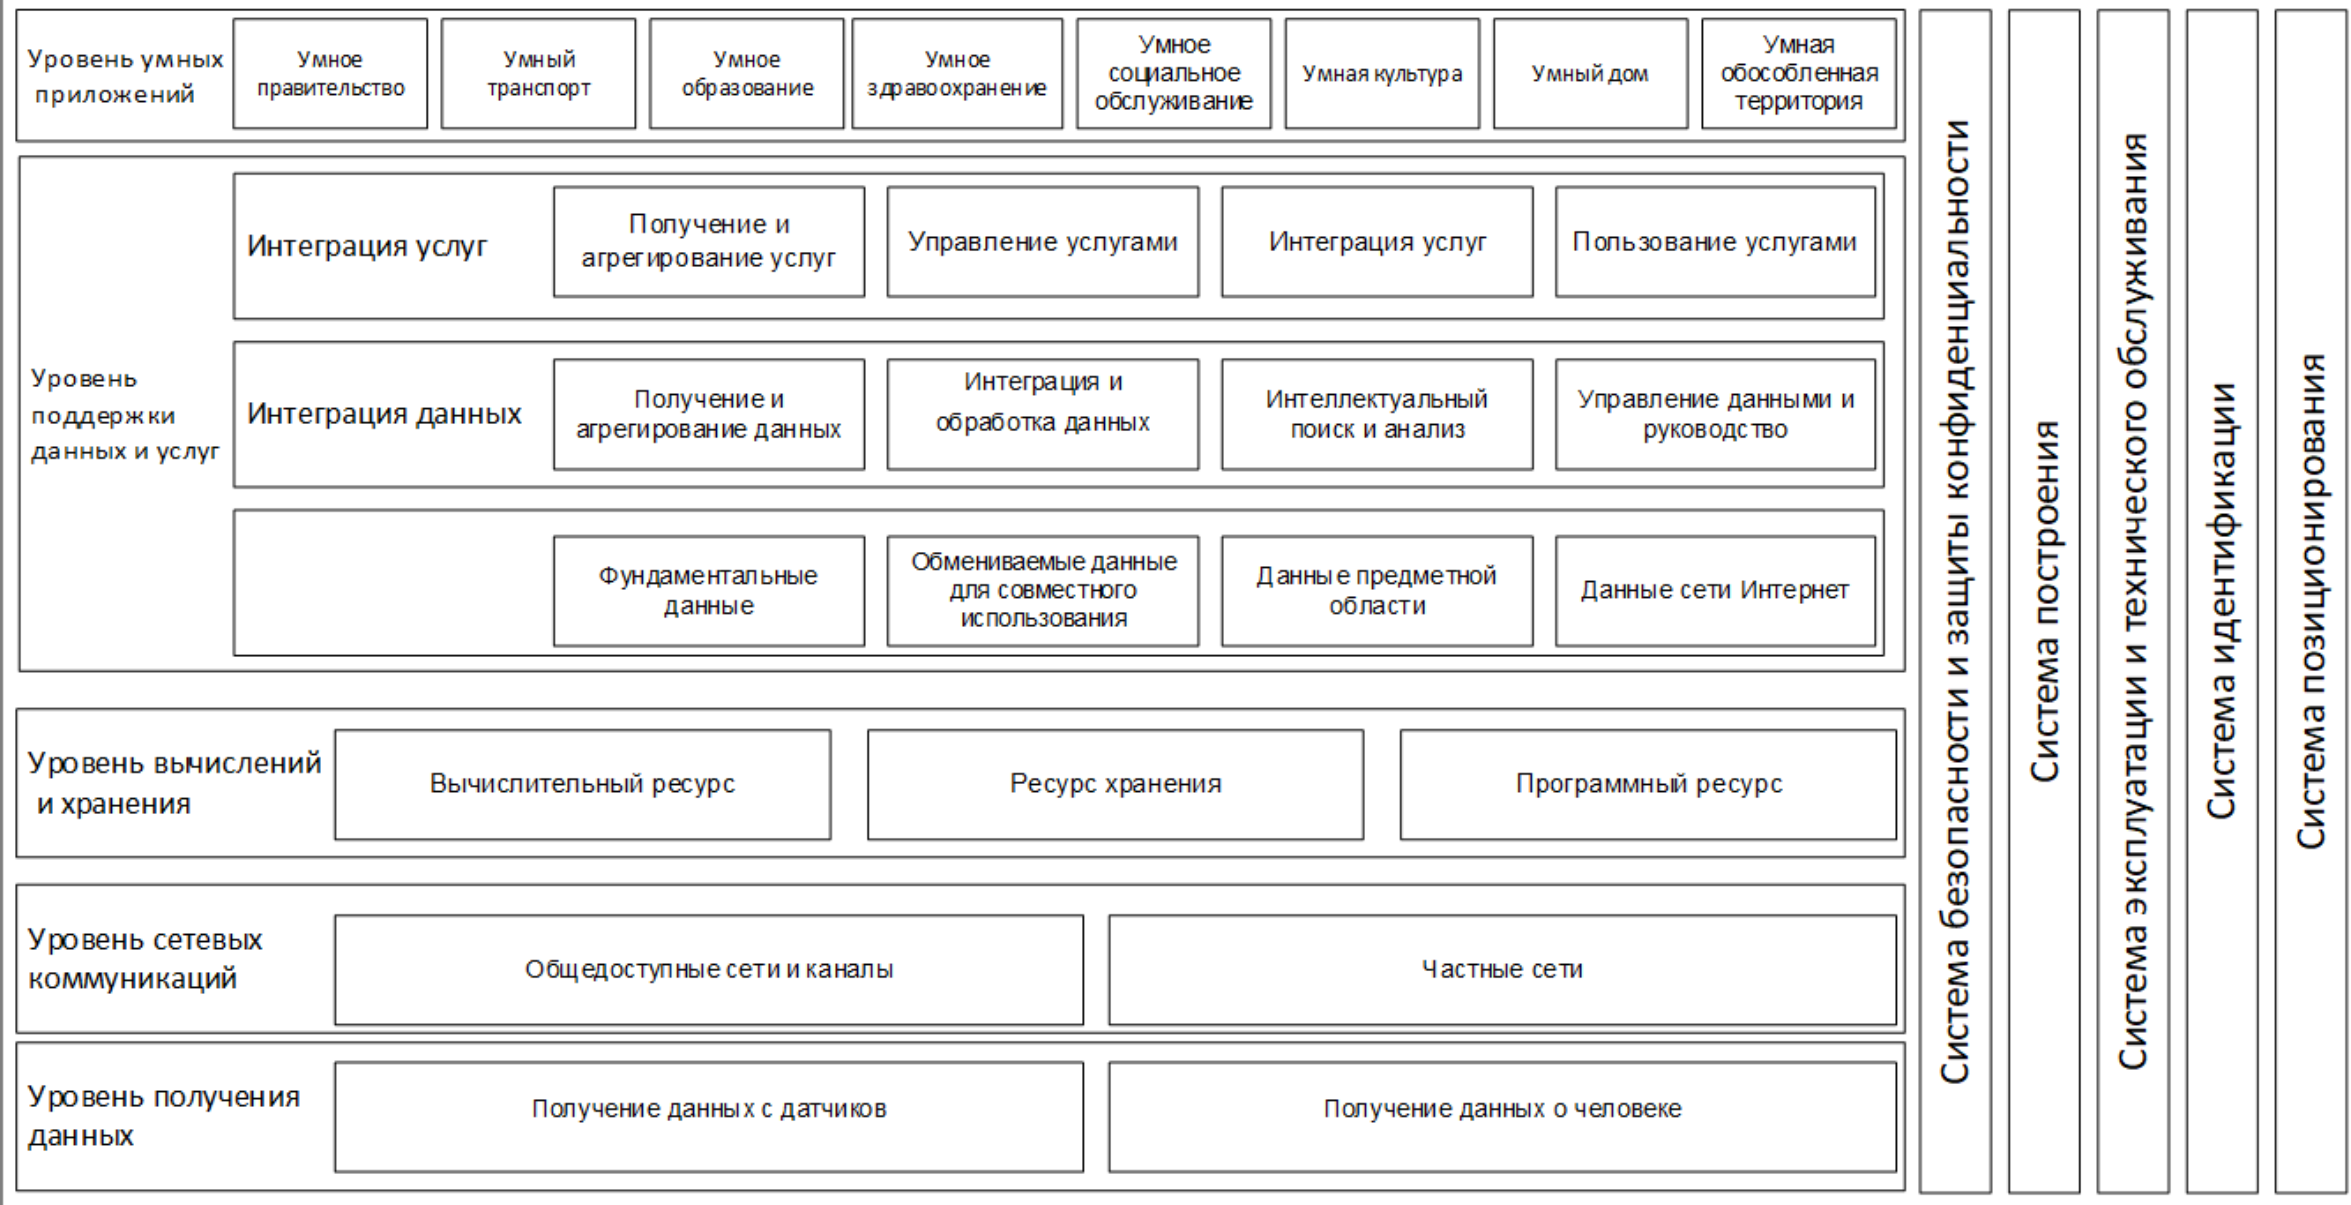 Уровень умных
приложений
Умное
правительство
Умный
транспорт
Умное
образование
Умное
здравоохранение
Умное
социальное
обслуживание
Умная культура
Умный дом
Умная
обособленная
территория
Уровень
поддержки
данных и услуг
Интеграция услуг
Получение и
агрегирование услуг
Управление услугами
Интеграция услуг
Пользование услугами
Интеграция данных
Получение и
агрегирование данных
Интеграция и
обработка данных
Интеллектуальный
поиск и анализ
Управление данными и
руководство
Фундаментальные
данные
Обмениваемые данные
для совместного
использования
Данные предметной
области
Данные сети Интернет
Уровень вычислений
и хранения
Вычислительный ресурс
Ресурс хранения
Программный ресурс
Уровень сетевых
коммуникаций
Общедоступные сети и каналы
Частные сети
Уровень получения
данных
Получение данных с датчиков
Получение данных о человеке
Система безопасности и защиты конфиденциальности
Система построения
Система эксплуатации и технического обслуживания
Система идентификации
Система позиционирования